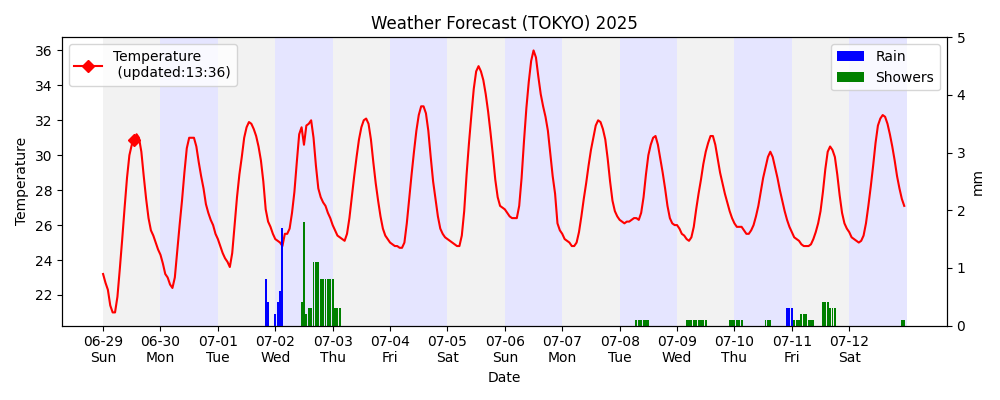 Weather Forecast (TOKYO) 2025
Temperature
(updated:13:36)
Rain
Showers
Temperature
36
34
32
30
28
26
24
22
5
4
3
2
1
0
mm
06-29 06-30 07-01 07-02 07-03 07-04 07-05 07-06 07-07 07-08 07-09 07-10 07-11 07-12
Sun Mon Tue Wed Thu Fri Sat Sun Mon Tue Wed Thu Fri Sat
Date